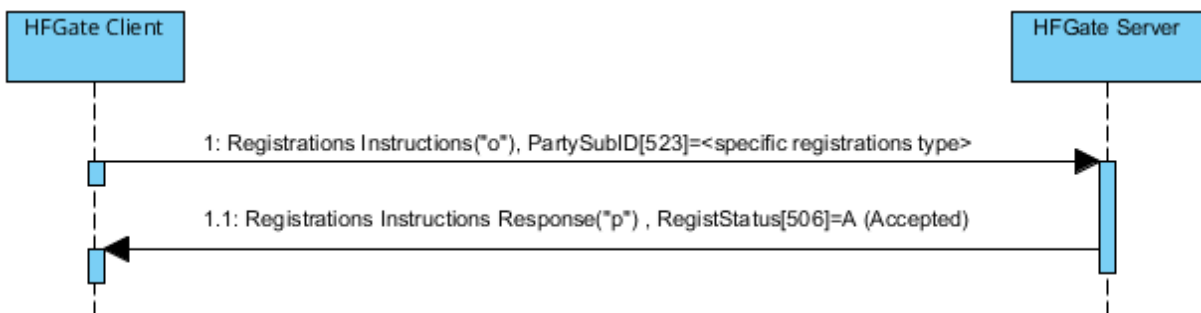 HFGate Client
HFGate Server
1: Registrations Instructions("o"), PartySubID[523]=<specific registrations type>
1.1: Registrations Instructions Response("p") , RegistStatus[506]=A (Accepted)